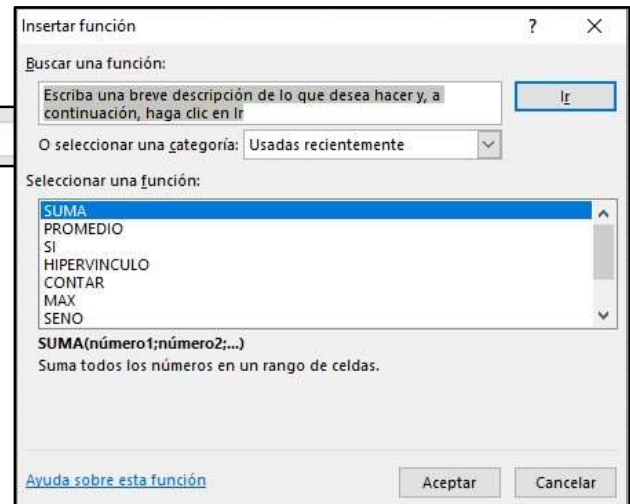 Insertar función ? X
Buscar una función:
Escriba una breve descripción de lo que desea hacer y, a
continuación, haga clic en Ir
Ir
O seleccionar una categoría: Usadas recientemente
Seleccionar una función:
SUMA
PROMEDIO
SI
HIPERVINCULO
CONTAR
MAX
SENO
SUMA(número1;número2;...)
Suma todos los números en un rango de celdas.
Ayuda sobre esta función
Aceptar Cancelar